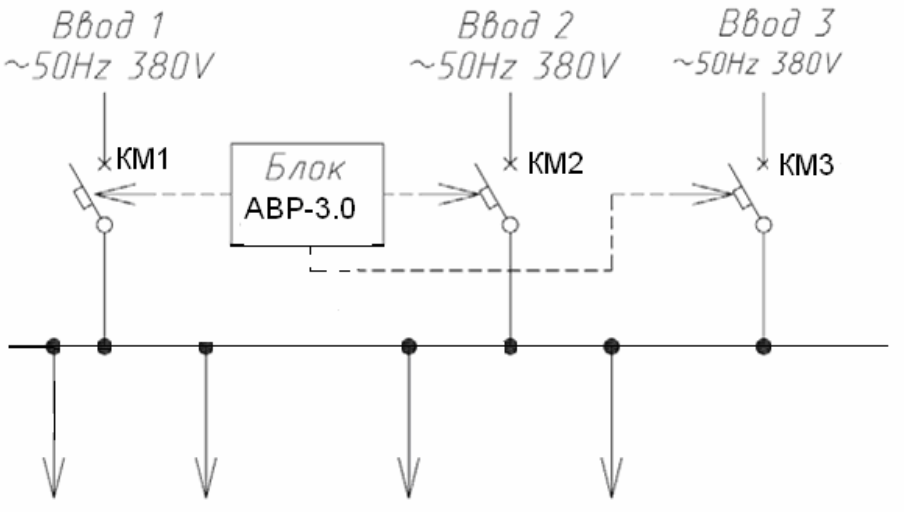 Ввод 1
~50Hz 380V
Ввод 2
~50Hz 380V
Ввод 3
~50Hz 380V
КМ1
Блок
АВР-3.0
КМ2
КМ3